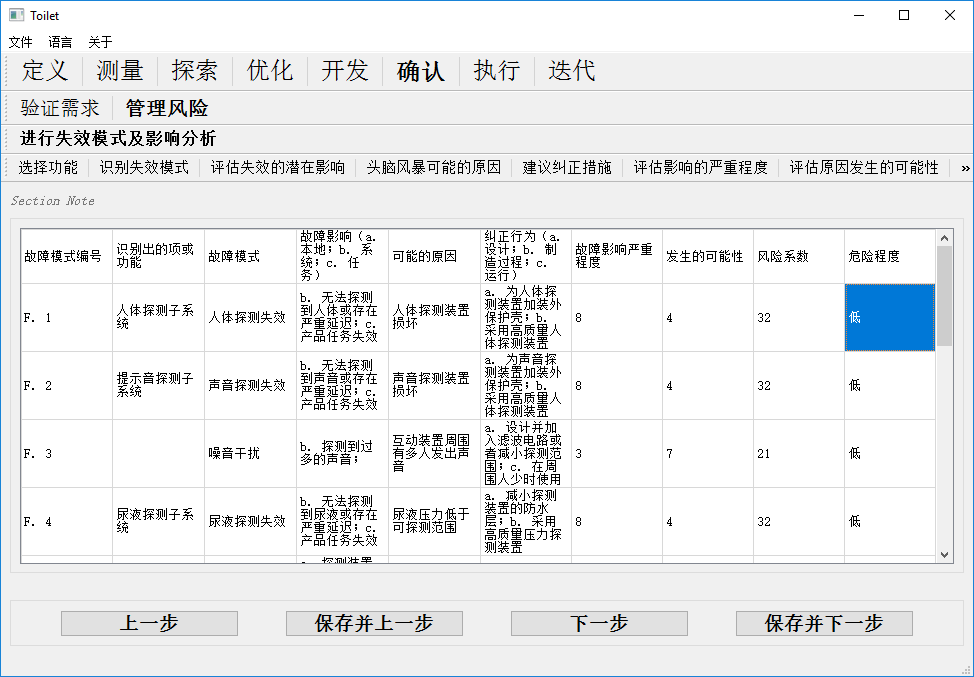 Toilet
文件 语言 关于
定义 测量 探索 优化 开发 确认 执行 迭代
验证需求 管理风险
进行失效模式及影响分析
选择功能 识别失效模式 评估失效的潜在影响 头脑风暴可能的原因 建议纠正措施 评估影响的严重程度 评估原因发生的可能性 »
Section Note
故障模式编号
识别出的项或
功能
故障模式
故障影响（a.
本地；b. 系
统；c. 任
务）
可能的原因
纠正行为（a.
设计；b. 制
造过程；c.
运行）
故障影响严重
程度
发生的可能性
风险系数
危险程度
F. 1
人体探测子系
统
人体探测失效
b. 无法探测
到人体或存在
严重延迟；c.
产品任务失效
人体探测装置
损坏
a. 为人体探
测装置加装外
保护壳；b.
采用高质量人
体探测装置
8
4
32
低
F. 2
提示音探测子
系统
声音探测失效
b. 无法探测
到声音或存在
严重延迟；c.
产品任务失效
声音探测装置
损坏
a. 为声音探
测装置加装外
保护壳；b.
采用高质量人
体探测装置
8
4
32
低
F. 3
噪音干扰
b. 探测到过
多的声音；
互动装置周围
有多人发出声
音
a. 设计并加
入滤波电路或
者减小探测范
围；c. 在周
围人少时使用
3
7
21
低
F. 4
尿液探测子系
统
尿液探测失效
b. 无法探测
到尿液或存在
严重延迟；c.
产品任务失效
尿液压力低于
可探测范围
a. 减小探测
装置的防水
层；b. 采用
高质量压力探
测装置
8
4
32
低
上一步 保存并上一步 下一步 保存并下一步